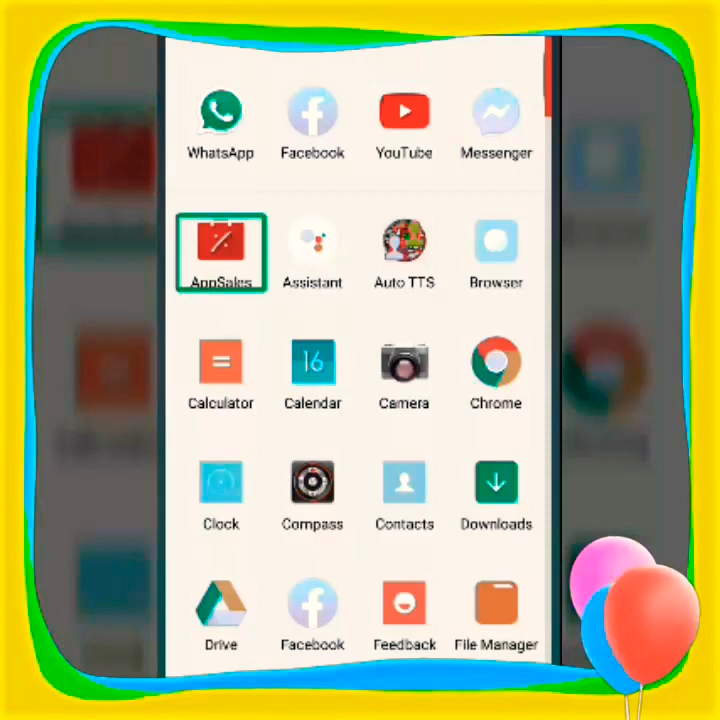 WhatsApp Facebook YouTube Messenger
AppSales Assistant Auto TTS Browser
16
Calculator Calendar Camera Chrome
Clock Compass Contacts Downloads
Drive Facebook Feedback File Manager